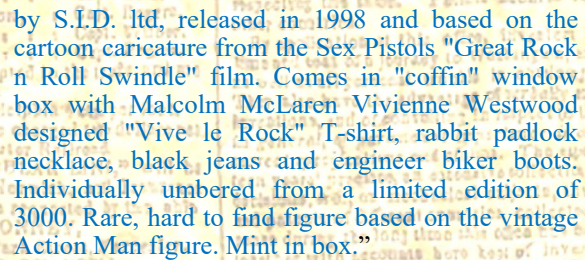 by S.I.D. ltd, released in 1998 and based on the
cartoon caricature from the Sex Pistols "Great Rock
n Roll Swindle" film. Comes in "coffin" window
box with Malcolm McLaren Vivienne Westwood
designed "Vive le Rock" T-shirt, rabbit padlock
necklace, black jeans and engineer biker boots.
Individually umbered from a limited edition of
3000. Rare, hard to find figure based on the vintage
Action Man figure. Mint in box.”